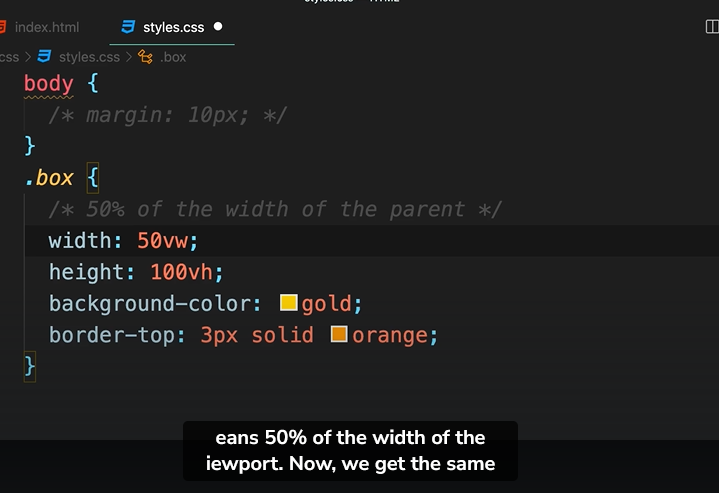 index.html
styles.css
css > styles.css > .box
body {
/* margin: 10px; */
}
.box {
/* 50% of the width of the parent */
width: 50vw;
height: 100vh;
background-color: gold;
border-top: 3px solid orange;
}
eans 50% of the width of the
iewport. Now, we get the same